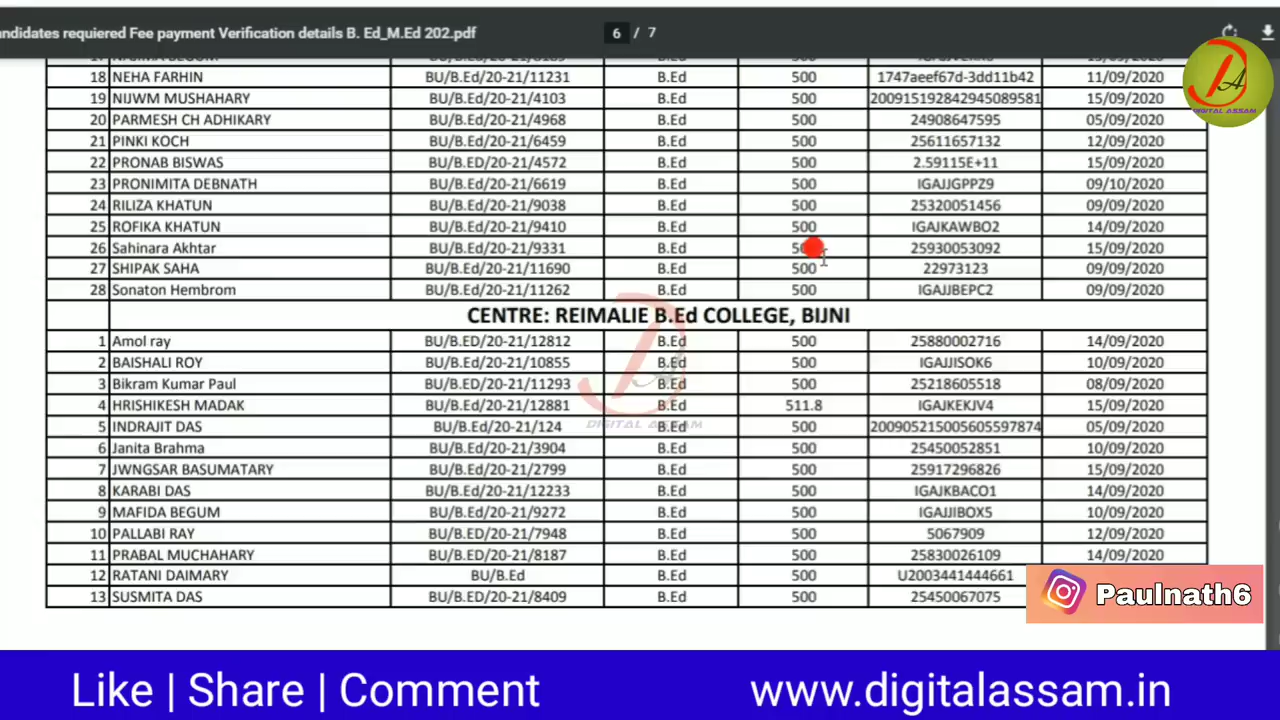 andidates requiered Fee payment Verification details B. Ed_M.Ed 202.pdf 6 / 7
18 NEHA FARHIN BU/B.Ed/20-21/11231 B.Ed 500 1747aeef67d-3dd11b42 11/09/2020
19 NIJWM MUSHAHARY BU/B.Ed/20-21/4103 B.Ed 500 200915192842945089581 15/09/2020
20 PARMESH CH ADHIKARY BU/B.Ed/20-21/4968 B.Ed 500 24908647595 05/09/2020
21 PINKI KOCH BU/B.Ed/20-21/6459 B.Ed 500 25611657132 12/09/2020
22 PRONAB BISWAS BU/B.Ed/20-21/4572 B.Ed 500 2.59115E+11 15/09/2020
23 PRONIMITA DEBNATH BU/B.Ed/20-21/6619 B.Ed 500 IGAJJGPPZ9 09/10/2020
24 RILIZA KHATUN BU/B.Ed/20-21/9038 B.Ed 500 25320051456 09/09/2020
25 ROFIKA KHATUN BU/B.Ed/20-21/9410 B.Ed 500 IGAJKAWBO2 14/09/2020
26 Sahinara Akhtar BU/B.Ed/20-21/9331 B.Ed 25930053092 15/09/2020
27 SHIPAK SAHA BU/B.Ed/20-21/11690 B.Ed 500 22973123 09/09/2020
28 Sonaton Hembrom BU/B.Ed/20-21/11262 B.Ed 500 IGAJJBEPC2 09/09/2020
CENTRE: REIMALIE B.Ed COLLEGE, BIJNI
1 Amol ray BU/B.ED/20-21/12812 B.Ed 500 25880002716 14/09/2020
2 BAISHALI ROY BU/B.Ed/20-21/10855 B.Ed 500 IGAJJISOK6 10/09/2020
3 Bikram Kumar Paul BU/B.Ed/20-21/11293 B.Ed 500 25218605518 08/09/2020
4 HRISHIKESH MADAK BU/B.Ed/20-21/12881 B.Ed 511.8 IGAJKEKJV4 15/09/2020
5 INDRAJIT DAS BU/B.Ed/20-21/124 B.Ed 500 200905215005605597874 05/09/2020
6 Janita Brahma BU/B.Ed/20-21/3904 B.Ed 500 25450052851 10/09/2020
7 JWNGSAR BASUMATARY BU/B.Ed/20-21/2799 B.Ed 500 25917296826 15/09/2020
8 KARABI DAS BU/B.Ed/20-21/12233 B.Ed 500 IGAJKBACO1 14/09/2020
9 MAFIDA BEGUM BU/B.Ed/20-21/9272 B.Ed 500 IGAJJIBOX5 10/09/2020
10 PALLABI RAY BU/B.ED/20-21/7948 B.Ed 500 5067909 12/09/2020
11 PRABAL MUCHAHARY BU/B.Ed/20-21/8187 B.Ed 500 25830026109 14/09/2020
12 RATANI DAIMARY BU/B.Ed B.Ed 500 U2003441444661
13 SUSMITA DAS BU/B.ED/20-21/8409 B.Ed 500 25450067075
DIGITAL ASSAM
DIGITAL ASSAM
Paulnath6
Like | Share | Comment www.digitalassam.in